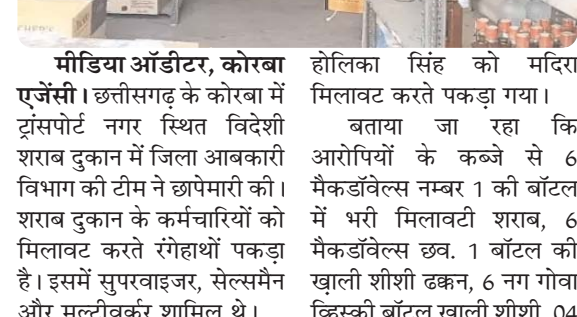 मीडिया ऑडीटर, कोरबा
एजेंसी। छत्तीसगढ़ के कोरबा में
ट्रांसपोर्ट नगर स्थित विदेशी
शराब दुकान में जिला आबकारी
विभाग की टीम ने छापेमारी की।
शराब दुकान के कर्मचारियों को
मिलावट करते रंगेहाथों पकड़ा
है। इसमें सुपरवाइजर, सेल्समैन
और मल्टीवर्कर शामिल थे।
होलिका सिंह को मदिरा
मिलावट करते पकड़ा गया।
बताया जा रहा कि
आरोपियों के कब्जे से 6
मैकडॉवेल्स नम्बर 1 की बॉटल
में भरी मिलावटी शराब, 6
मैकडॉवेल्स छव. 1 बॉटल की
खाली शीशी ढक्कन, 6 नग गोवा
व्हिस्की बॉटल खाली शीशी, 04